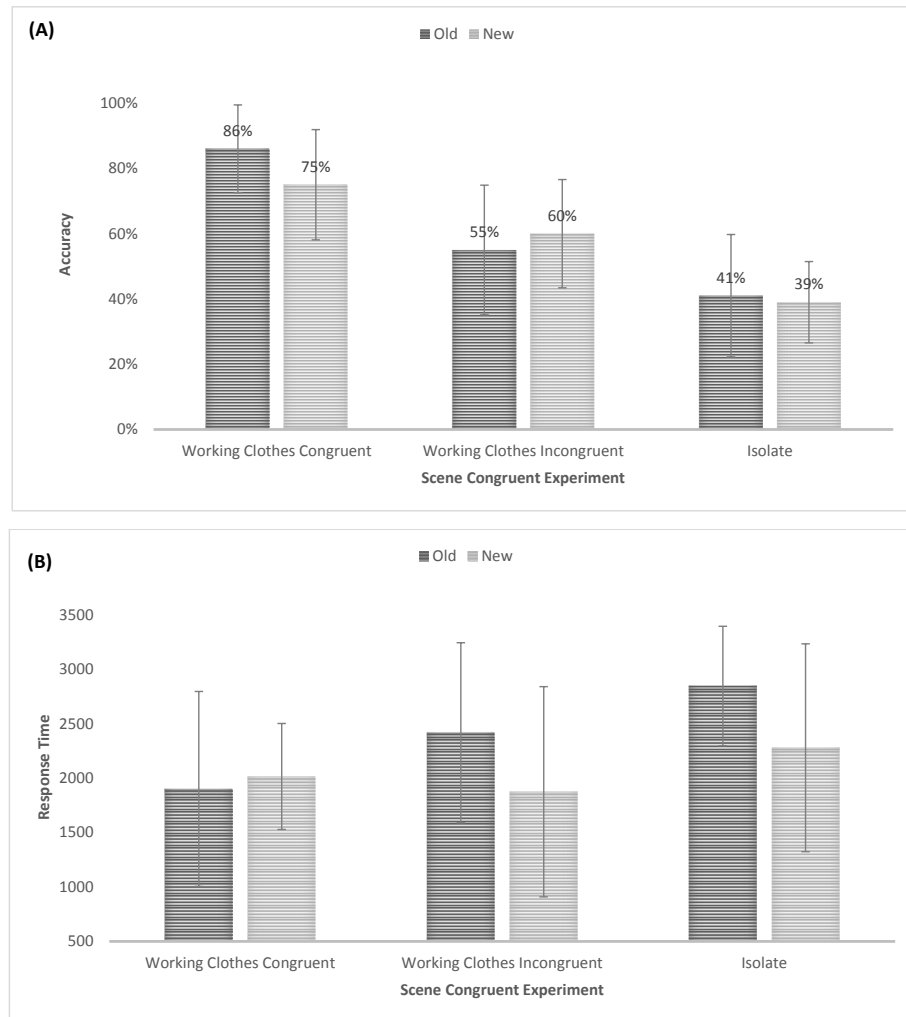 (A)
Old New
100%
86%
80%
75%
60%
55%
60%
41%
39%
40%
20%
0%
Accuracy
Working Clothes Congruent Working Clothes Incongruent Isolate
Scene Congruent Experiment
(B)
Old New
3500
3000
2500
2000
1500
1000
500
Response Time
Working Clothes Congruent Working Clothes Incongruent Isolate
Scene Congruent Experiment